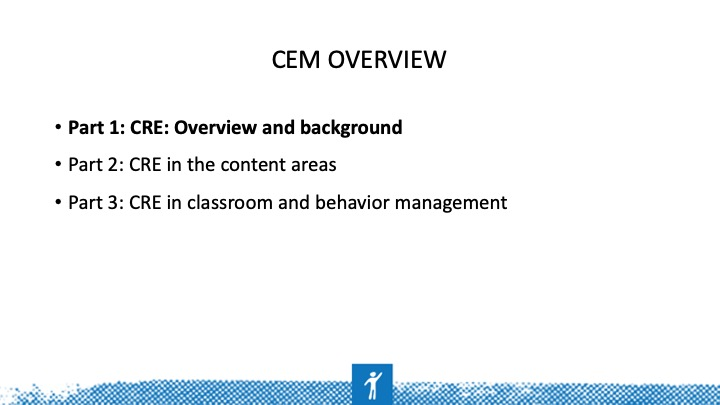 CEM OVERVIEW
• Part 1: CRE: Overview and background
• Part 2: CRE in the content areas
• Part 3: CRE in classroom and behavior management